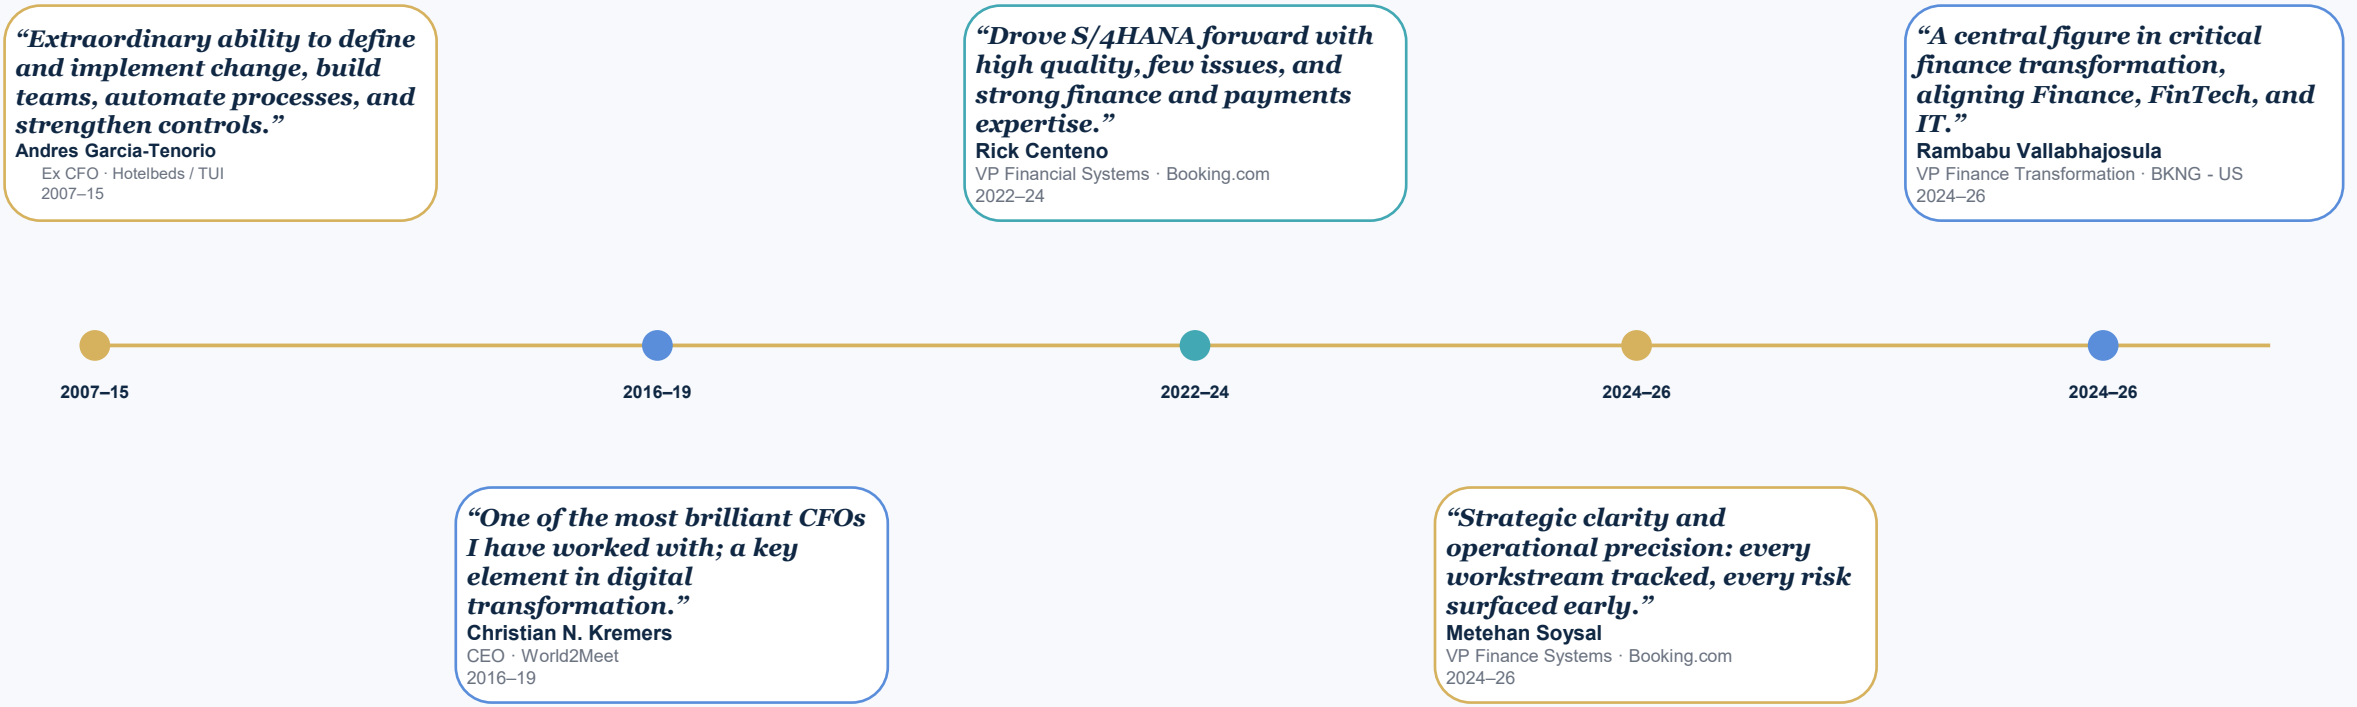 “Extraordinary ability to define
and implement change, build
teams, automate processes, and
strengthen controls.”
Andres Garcia-Tenorio
Ex CFO · Hotelbeds / TUI
2007–15
“Drove S/4HANA forward with
high quality, few issues, and
strong finance and payments
expertise.”
Rick Centeno
VP Financial Systems · Booking.com
2022–24
“A central figure in critical
finance transformation,
aligning Finance, FinTech, and
IT.”
Rambabu Vallabhajosula
VP Finance Transformation · BKNG - US
2024–26
2007–15
2016–19
2022–24
2024–26
2024–26
“One of the most brilliant CFOs
I have worked with; a key
element in digital
transformation.”
Christian N. Kremers
CEO · World2Meet
2016–19
“Strategic clarity and
operational precision: every
workstream tracked, every risk
surfaced early.”
Metehan Soysal
VP Finance Systems · Booking.com
2024–26